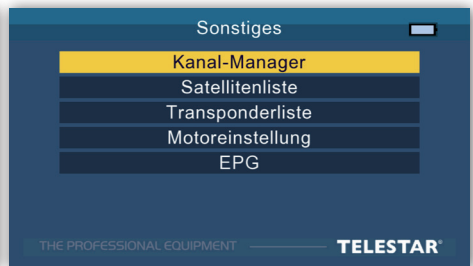 Sonstiges
Kanal-Manager
Satellitenliste
Transponderliste
Motoreinstellung
EPG
THE PROFESSIONAL EQUIPMENT TELESTAR®